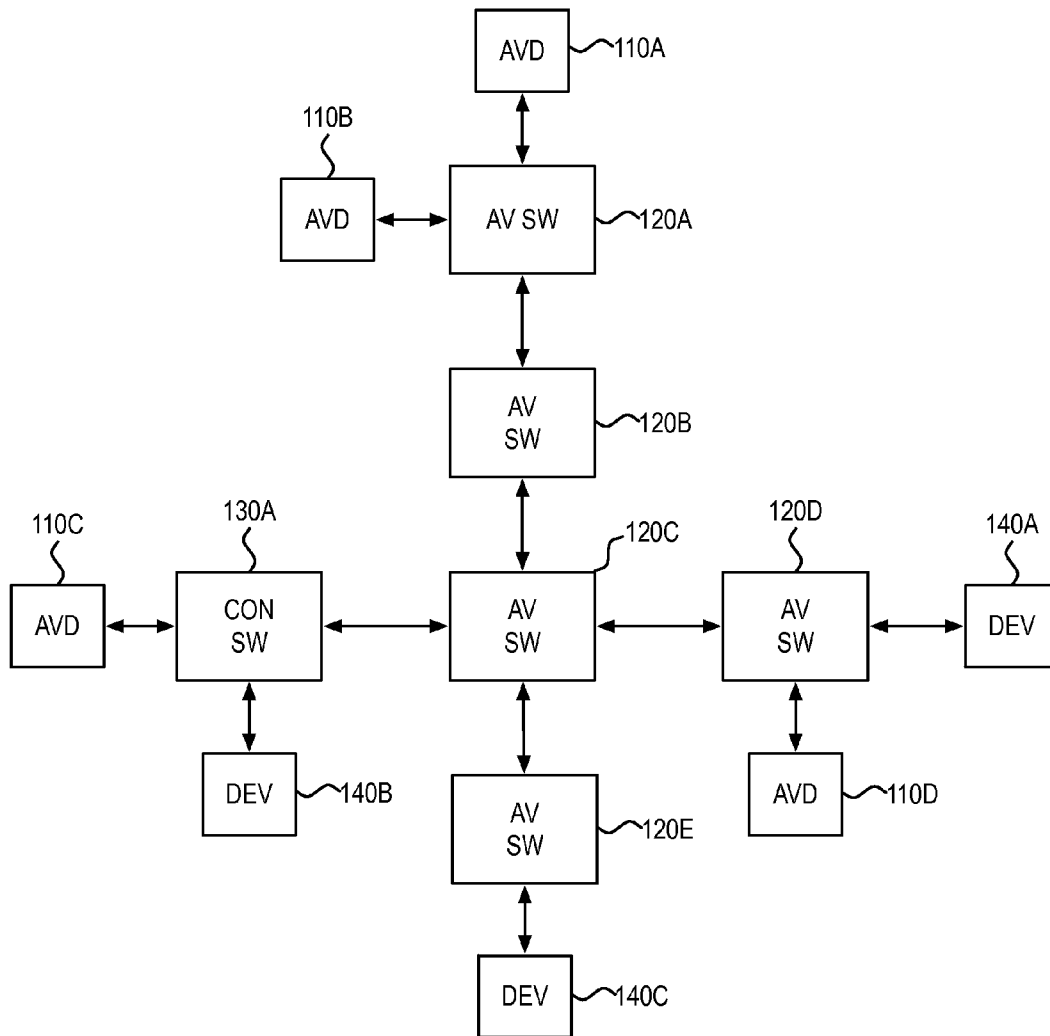 AVD
110A
110B
AVD
AV SW
120A
AV
SW
120B
110C
130A
120C
120D
140A
AVD
CON
SW
AV
SW
AV
SW
DEV
DEV
140B
AV
SW
120E
AVD
110D
DEV
140C